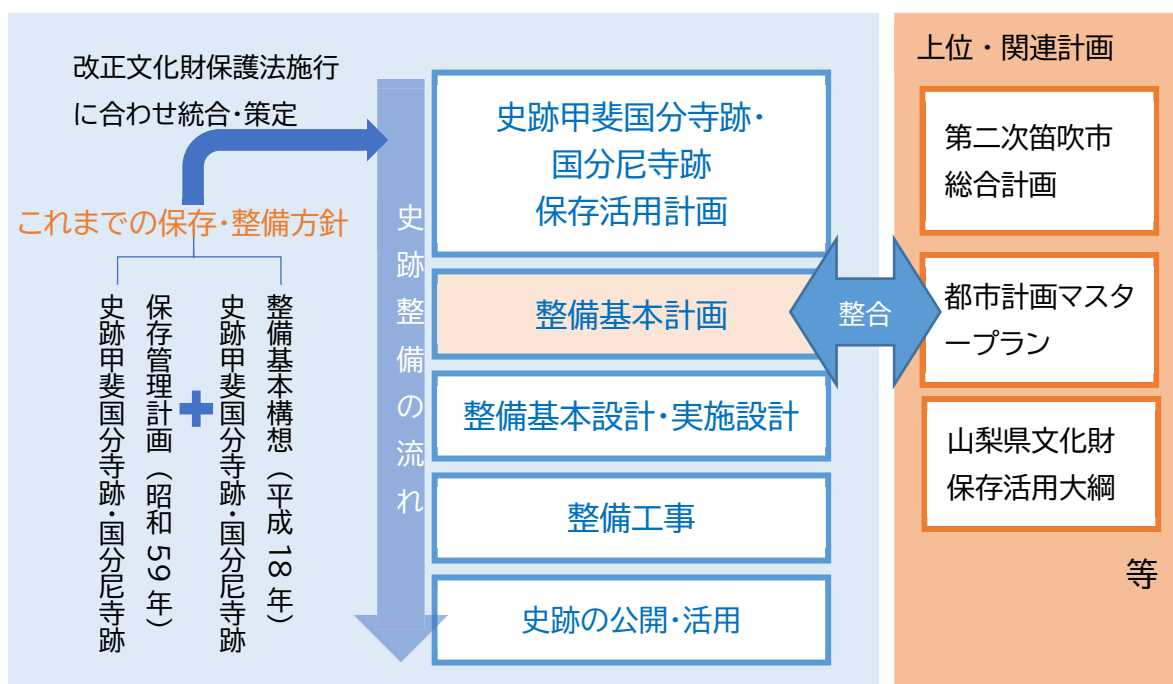 改正文化財保護法施行
に合わせ統合・策定
これまでの保存・整備方針
史跡甲斐国分寺跡・国分尼寺跡
保存管理計画（昭和59年）
史跡甲斐国分寺跡・国分尼寺跡
整備基本構想（平成18年）
史跡整備の流れ
史跡甲斐国分寺跡・
国分尼寺跡
保存活用計画
整備基本計画
整備基本設計・実施設計
整備工事
史跡の公開・活用
整合
上位・関連計画
第二次笛吹市
総合計画
都市計画マスタ
ープラン
山梨県文化財
保存活用大綱
等